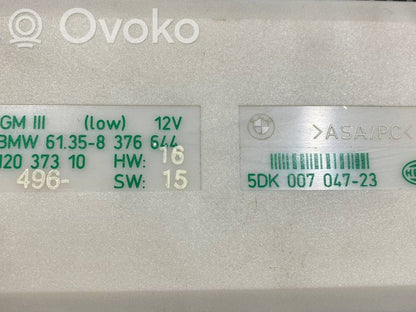 Ovoko
GM III (low) 12V
BMW 61.35-8 376 644
120 373 10 HW: 16
496- SW: 15
>ASA/PC<
5DK 007 047-23